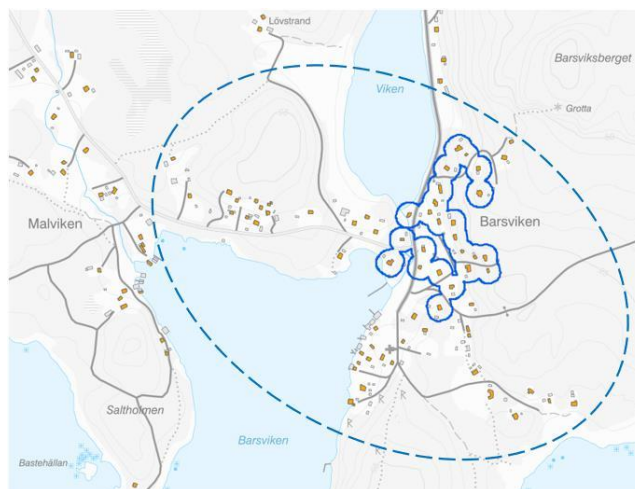 Lövstrand
Barsviksberget
Viken
Grotta
Malviken
Barsviken
Saltholmen
Barsviken
Bastehällan